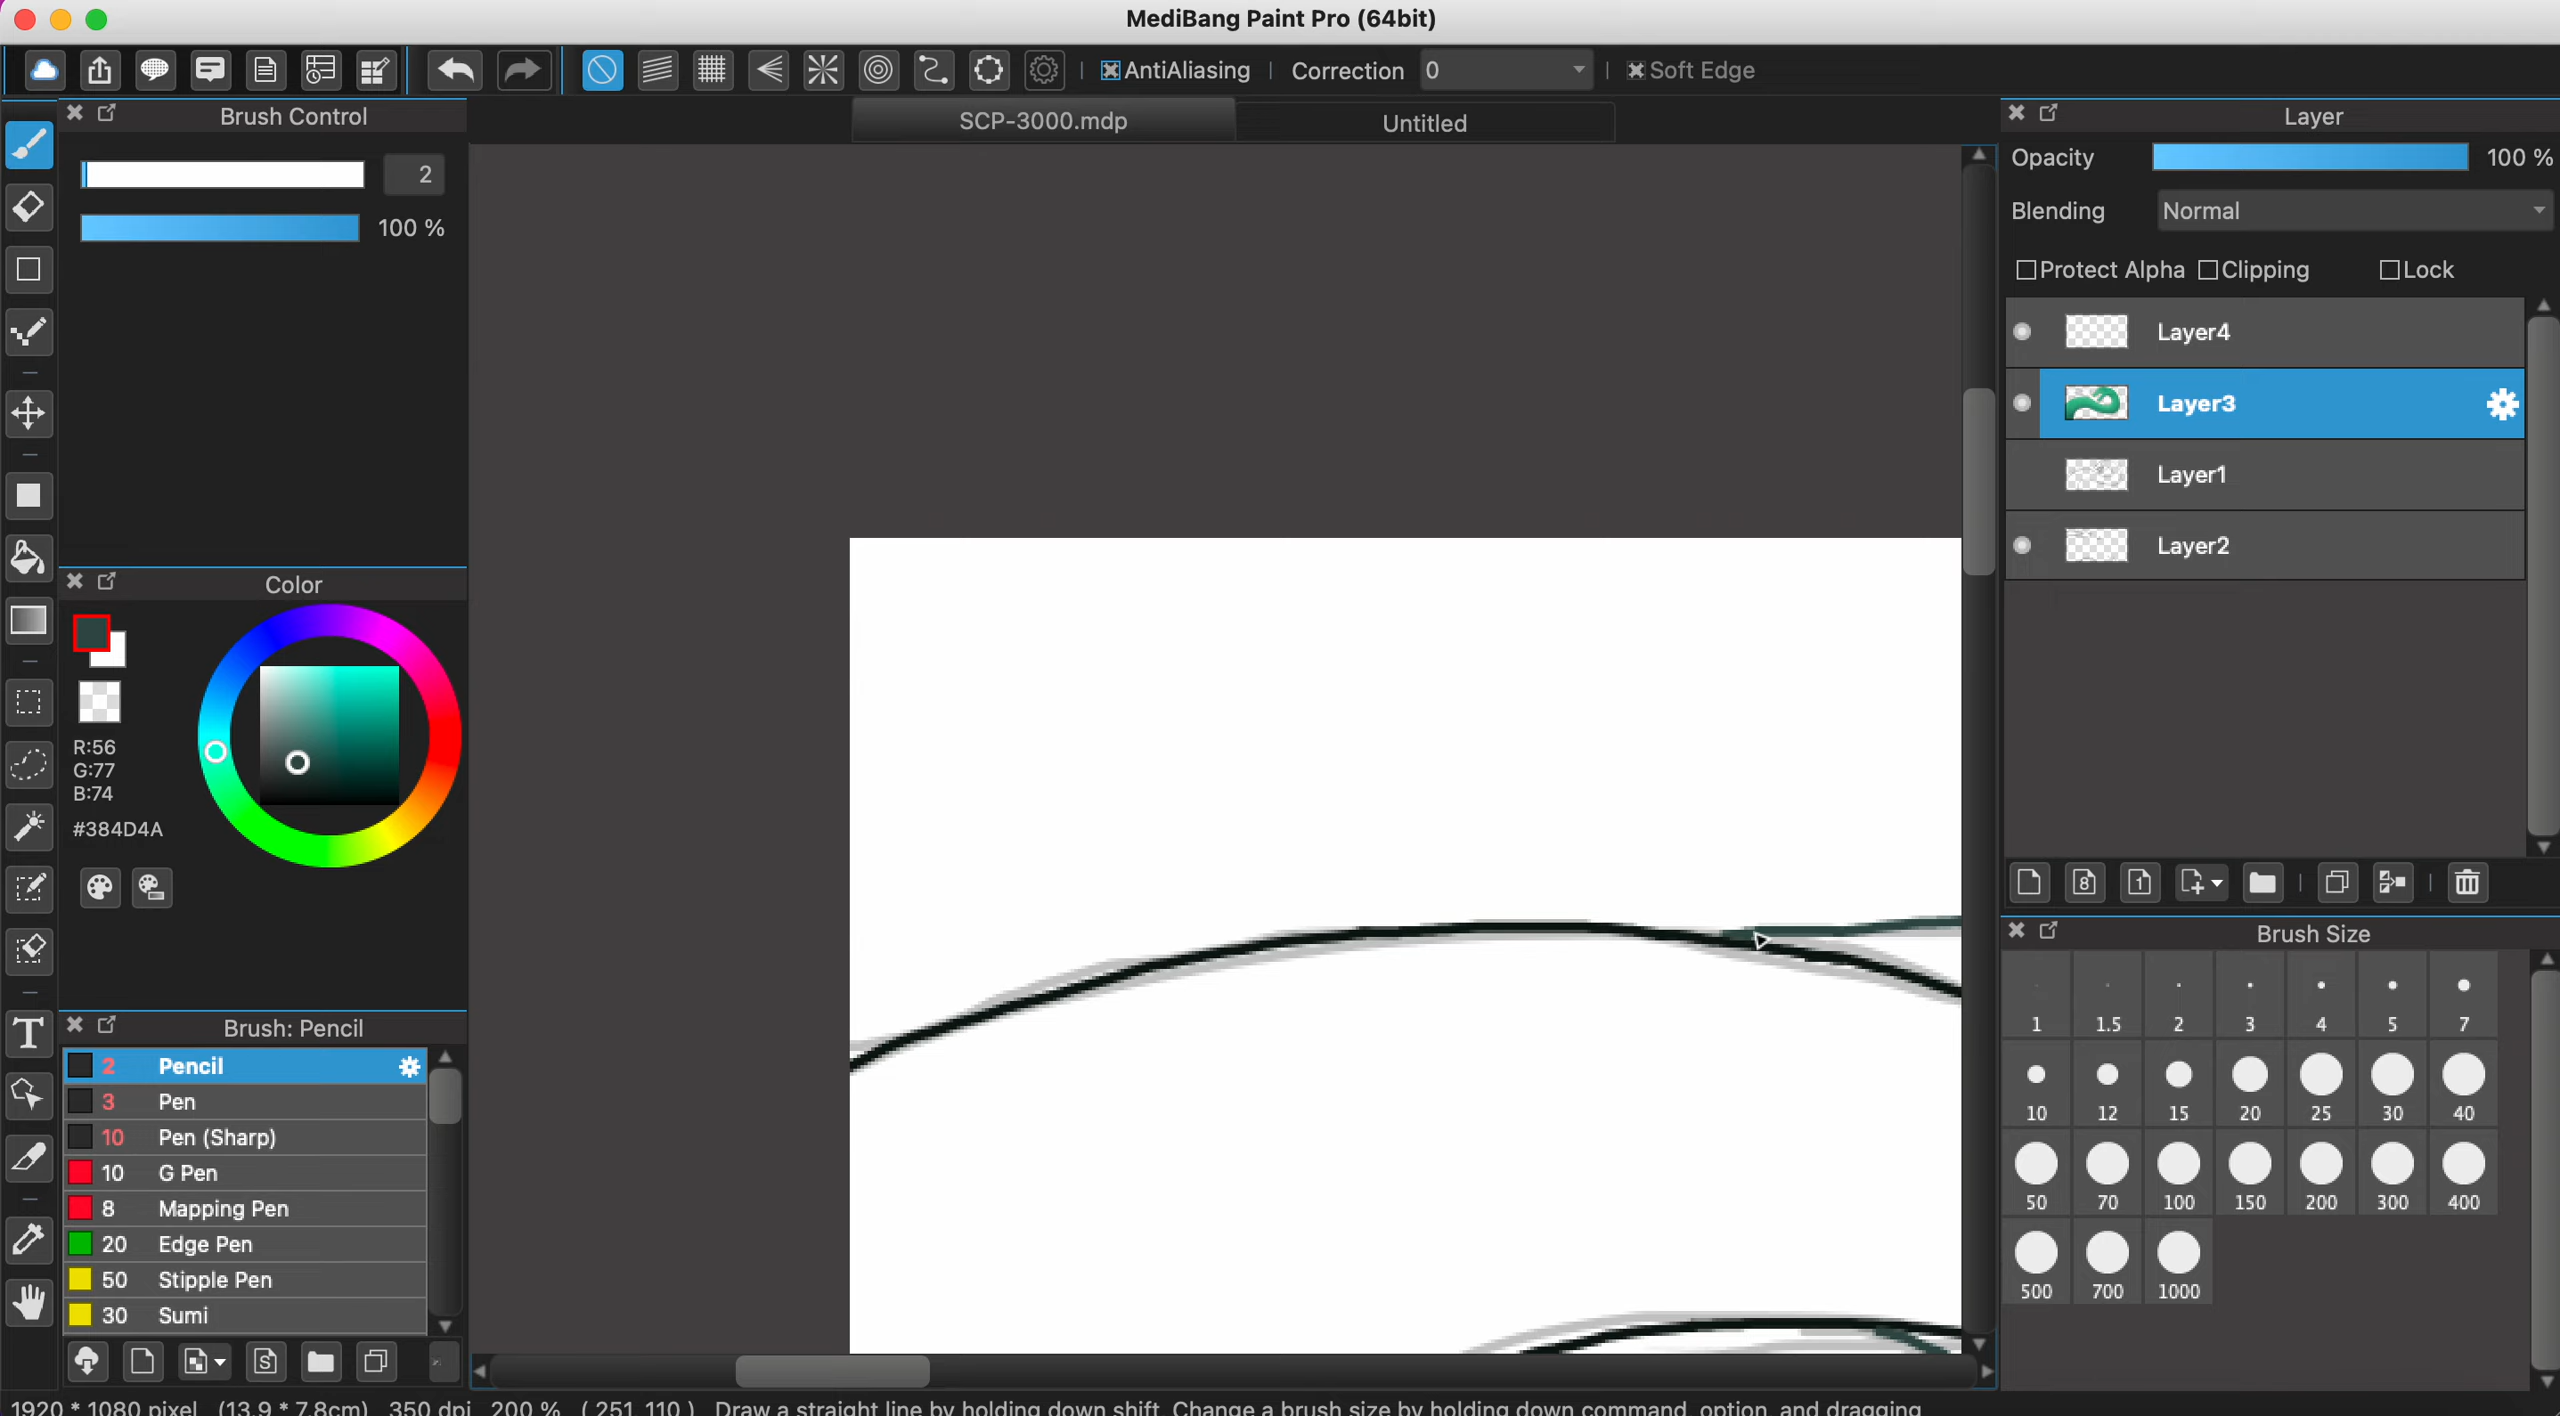 MediBang Paint Pro (64bit)
AntiAliasing Correction 0 Soft Edge
Brush Control
SCP-3000.mdp
Untitled
Layer
2
100 %
Opacity 100 %
Blending Normal
Protect Alpha Clipping Lock
Layer4
Layer3
Layer1
Layer2
Color
R:56
G:77
B:74
#384D4A
Brush Size
1 1.5 2 3 4 5 7
10 12 15 20 25 30 40
50 70 100 150 200 300 400
500 700 1000
Brush: Pencil
2 Pencil
3 Pen
10 Pen (Sharp)
10 G Pen
8 Mapping Pen
20 Edge Pen
50 Stipple Pen
30 Sumi
1920 * 1080 pixel (13.9 * 7.8cm) 350 dpi 200 % ( 251, 110 ) Draw a straight line by holding down shift, Change a brush size by holding down command, option, and dragging